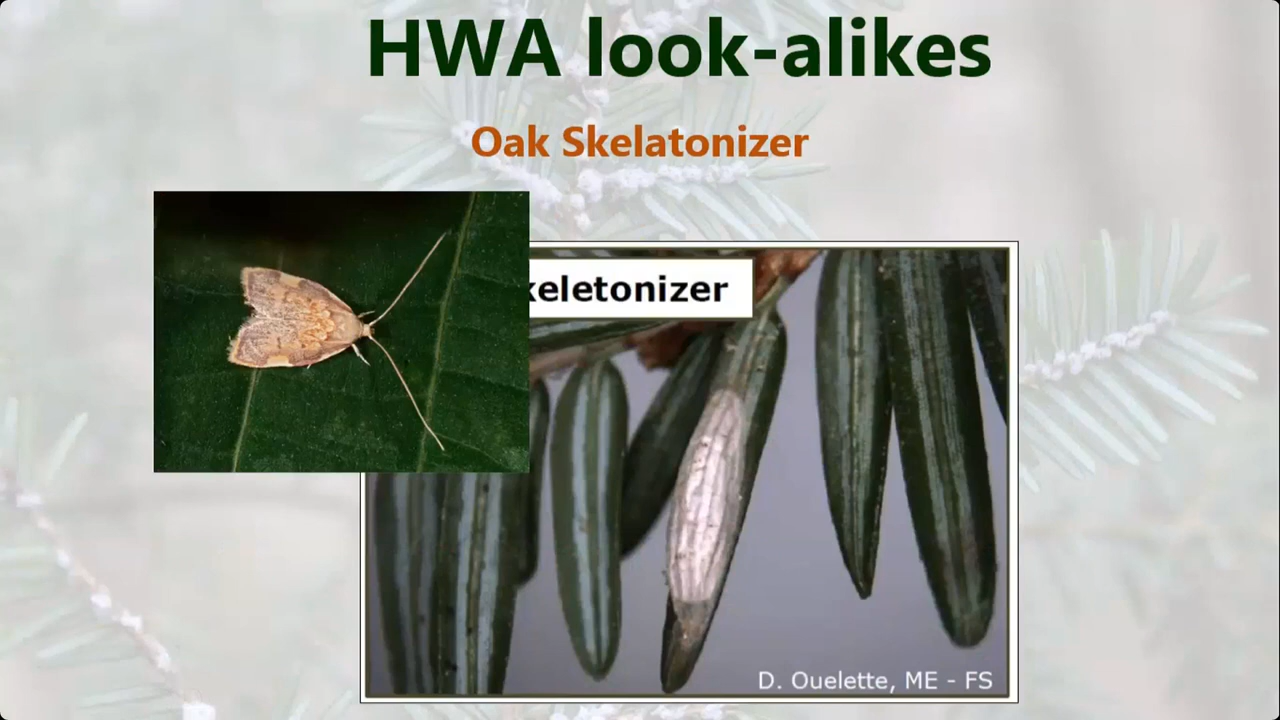 HWA look-alikes
Oak Skelatonizer
keletonizer
D. Ouelette, ME - FS